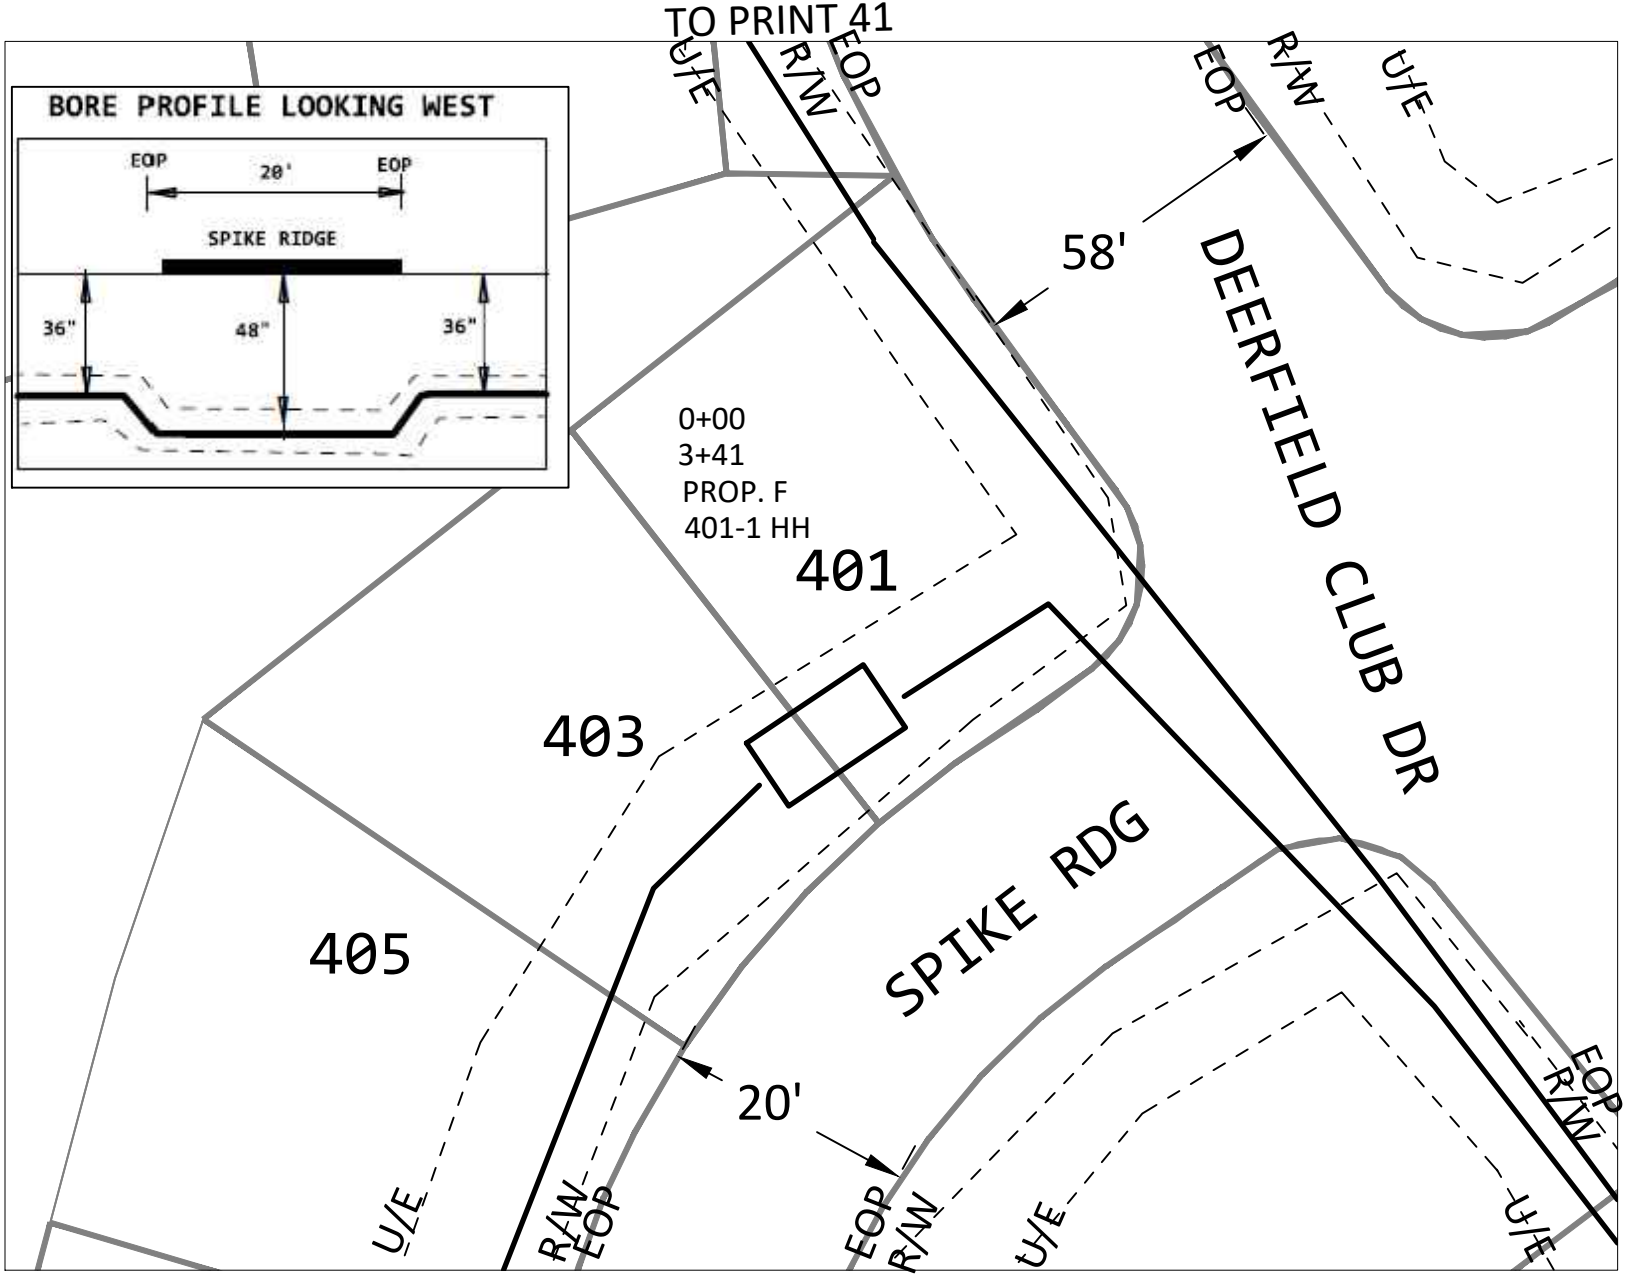 TO PRINT 41
U/E
R/W
EOP
EOP
R/W
U/E
BORE PROFILE LOOKING WEST
EOP
20'
EOP
SPIKE RIDGE
36"
48"
36"
58'
DEERFIELD CLUB DR
0+00
3+41
PROP. F
401-1 HH
401
403
405
SPIKE RDG
20'
U/E
R/W
EOP
EOP
R/W
U/E
U/E
R/W
EOP